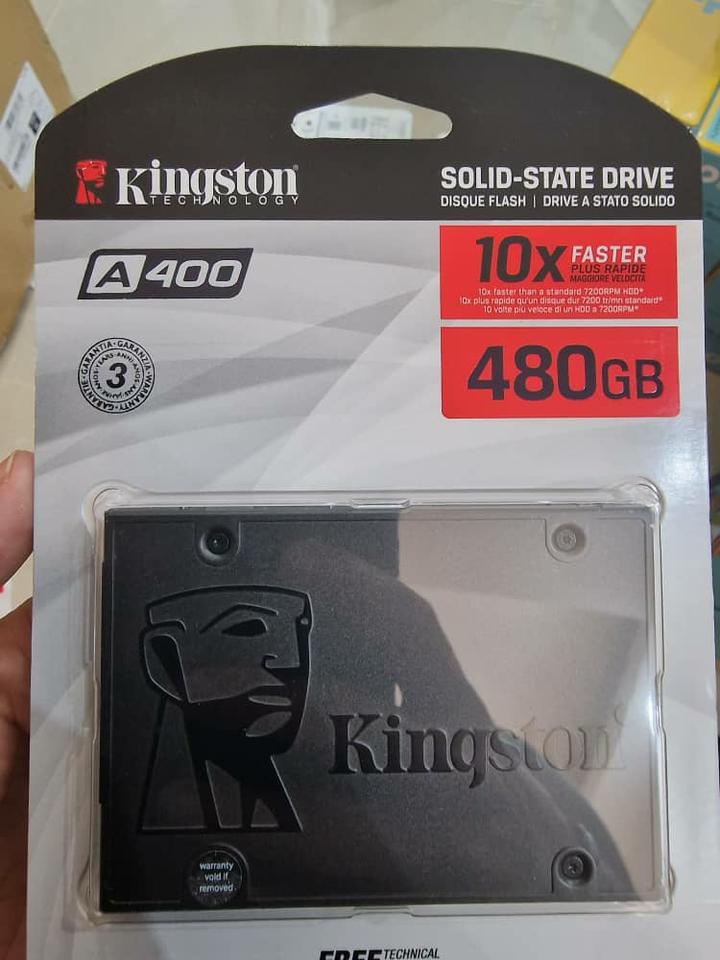 Kingston®
TECHNOLOGY
SOLID-STATE DRIVE
DISQUE FLASH | DRIVE A STATO SOLIDO
A400
10x FASTER
PLUS RAPIDE
MAGGIORE VELOCITÀ
10x faster than a standard 7200RPM HDD*
10x plus rapide qu'un disque dur 7200 tr/mn standard*
10 volte più veloce di un HDD a 7200RPM*
3
480GB
Kingston
warranty
void if
removed
FREE TECHNICAL